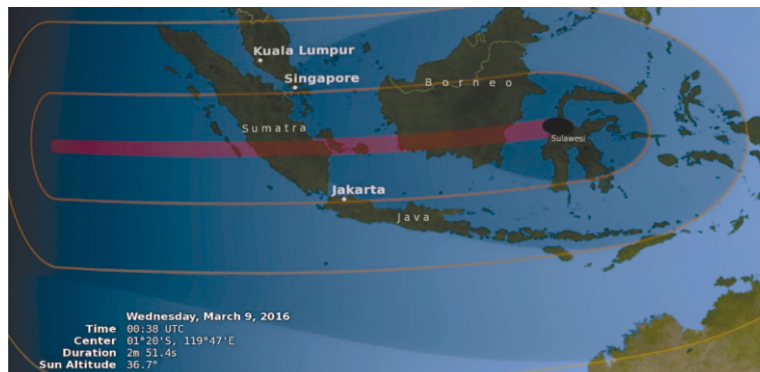 Kuala Lumpur
Singapore
Borneo
Sumatra
Sulawesi
Jakarta
Java
Wednesday, March 9, 2016
Time 00:38 UTC
Center 01°20'S, 119°47'E
Duration 2m 51.4s
Sun Altitude 36.7°